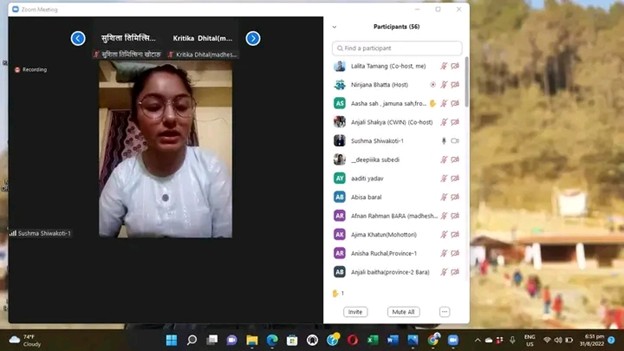 Zoom Meeting
सुशिला तिमिल्सि... Kritika Dhital(m...
सुशिला तिमिल्सिना खोटाङ Kritika Dhital(madhes...
Recording
Sushma Shiwakoti-1
Participants (56)
Find a participant
Lalita Tamang (Co-host, me)
Nirjana Bhatta (Host)
AS Aasha sah , jamuna sah,fro...
Anjali Shakya (CWIN) (Co-host)
Sushma Shiwakoti-1
__deepiiika subedi
AY aaditi yadav
AB Abisa baral
AR Afnan Rahman BARA (madhesh...
AK Ajima Khatun(Mohottori)
AR Anisha Ruchal,Province-1
AB Anjali baitha(province-2 Bara)
1
Invite Mute All ...
74°F
Cloudy
ENG
US
6:51 pm
31/8/2022